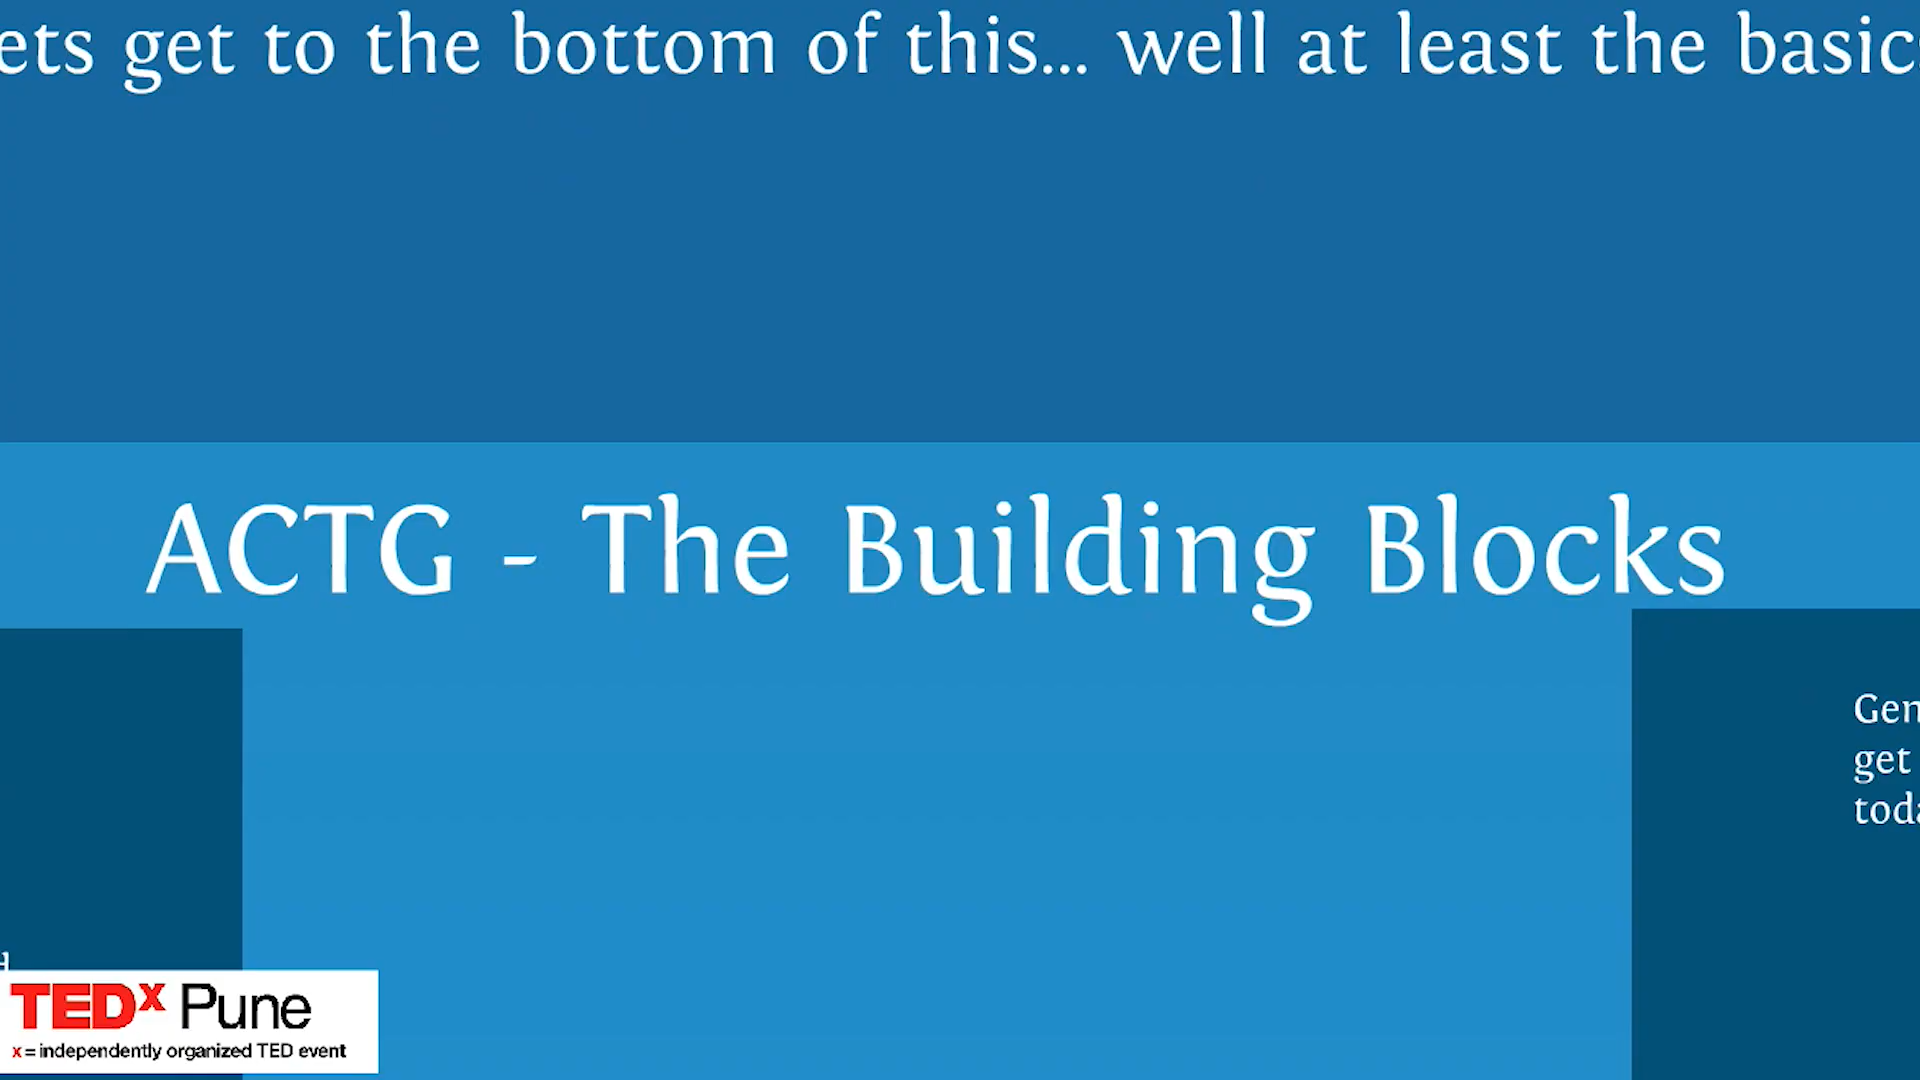 ets get to the bottom of this... well at least the basic
ACTG - The Building Blocks
Gen
get
toda
TEDx Pune
x = independently organized TED event